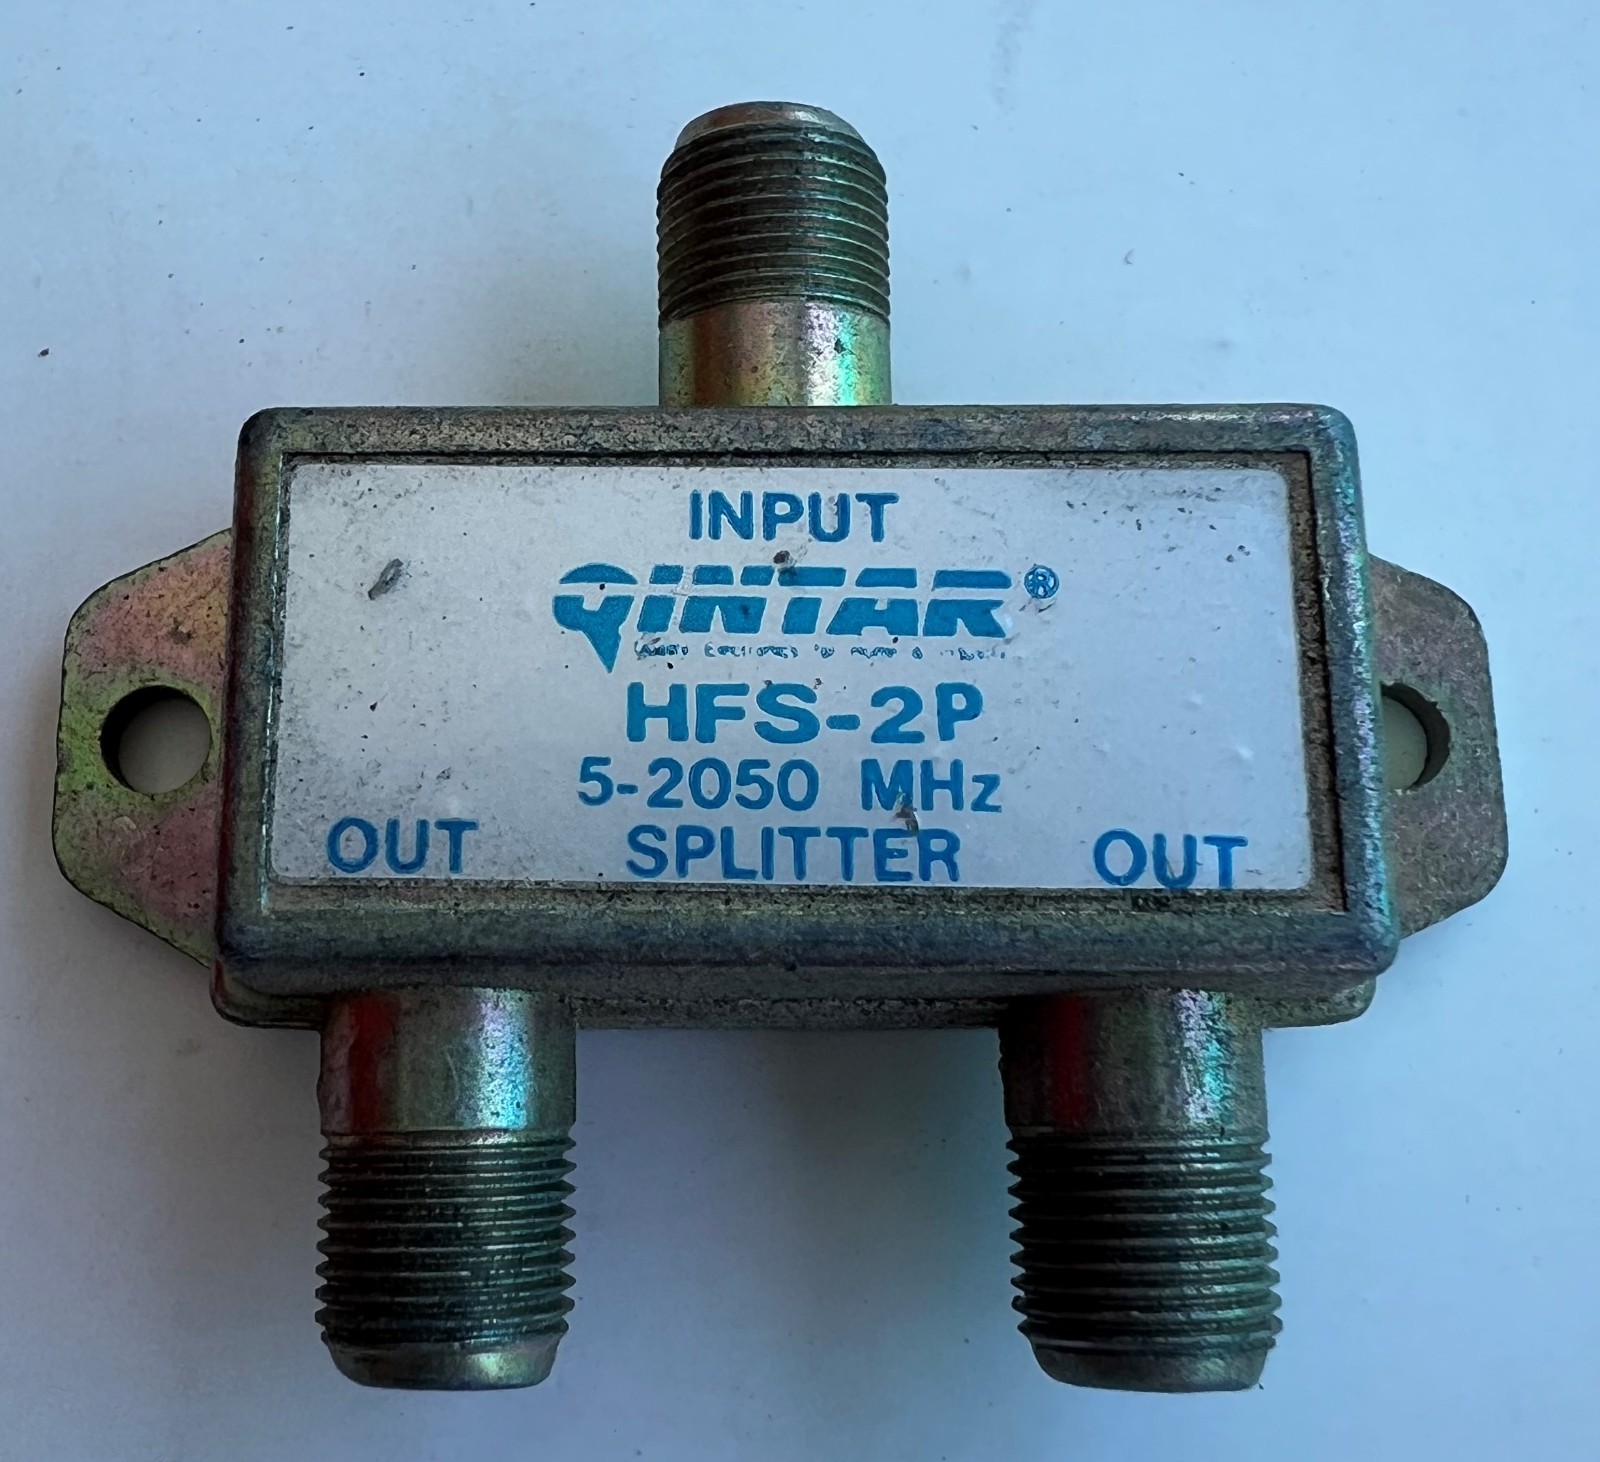 INPUT
QINTAR®
HFS-2P
5-2050 MHz
OUT SPLITTER OUT